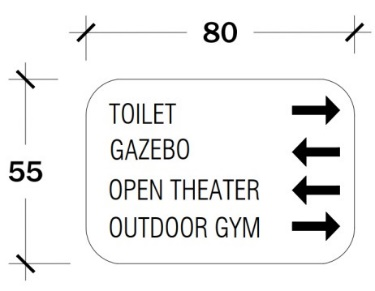 80
55
TOILET
GAZEBO
OPEN THEATER
OUTDOOR GYM